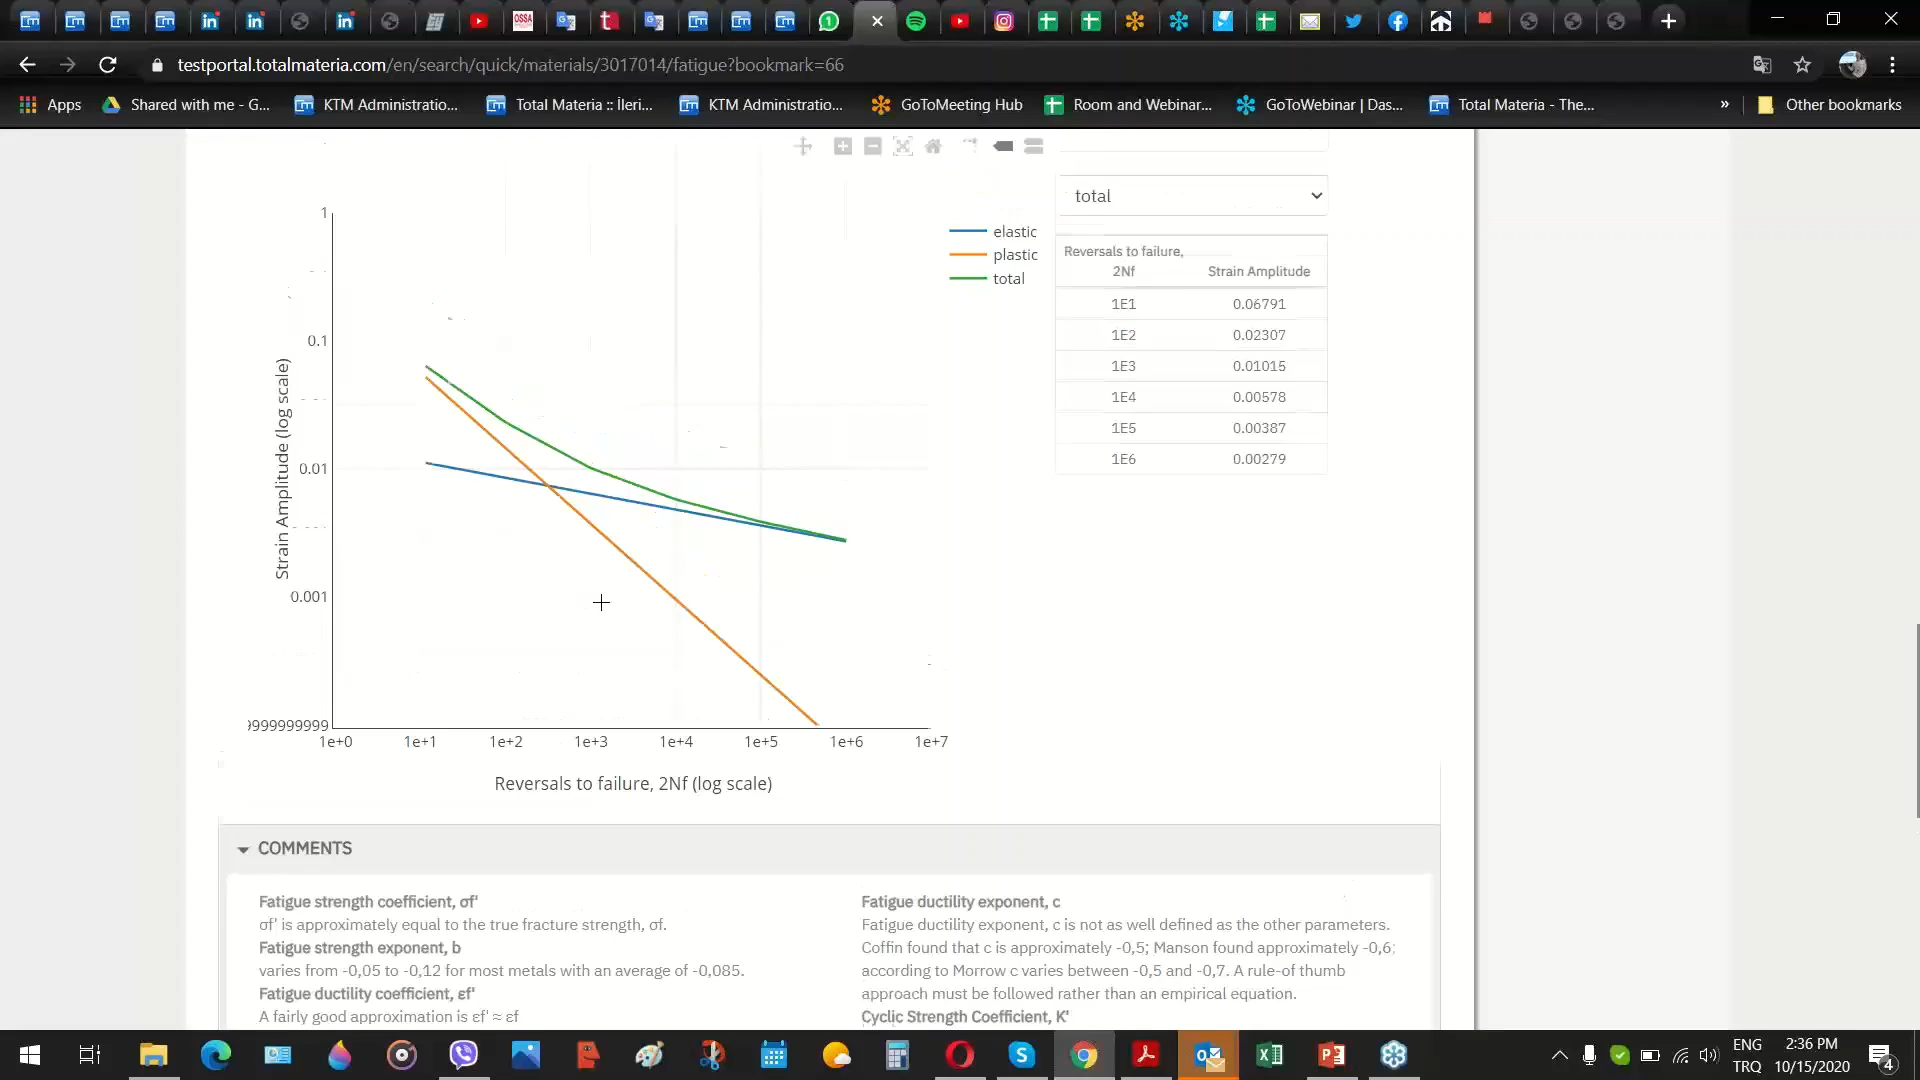 testportal.totalmateria.com/en/search/quick/materials/3017014/fatigue?bookmark=66
Apps
Shared with me - G...
KTM Administratio...
Total Materia :: İleri...
KTM Administratio...
GoToMeeting Hub
Room and Webinar...
GoToWebinar | Das...
Total Materia - The...
»
Other bookmarks
total
elastic
plastic
total
Reversals to failure,
2Nf
Strain Amplitude
1E1 0.06791
1E2 0.02307
1E3 0.01015
1E4 0.00578
1E5 0.00387
1E6 0.00279
Strain Amplitude (log scale)
1
0.1
0.01
0.001
9999999999
1e+0 1e+1 1e+2 1e+3 1e+4 1e+5 1e+6 1e+7
Reversals to failure, 2Nf (log scale)
COMMENTS
Fatigue strength coefficient, σf'
σf' is approximately equal to the true fracture strength, σf.
Fatigue strength exponent, b
varies from -0,05 to -0,12 for most metals with an average of -0,085.
Fatigue ductility coefficient, εf'
A fairly good approximation is εf' ≈ εf
Fatigue ductility exponent, c
Fatigue ductility exponent, c is not as well defined as the other parameters.
Coffin found that c is approximately -0,5; Manson found approximately -0,6;
according to Morrow c varies between -0,5 and -0,7. A rule-of thumb
approach must be followed rather than an empirical equation.
Cyclic Strength Coefficient, K'
ENG
TRQ
2:36 PM
10/15/2020
4